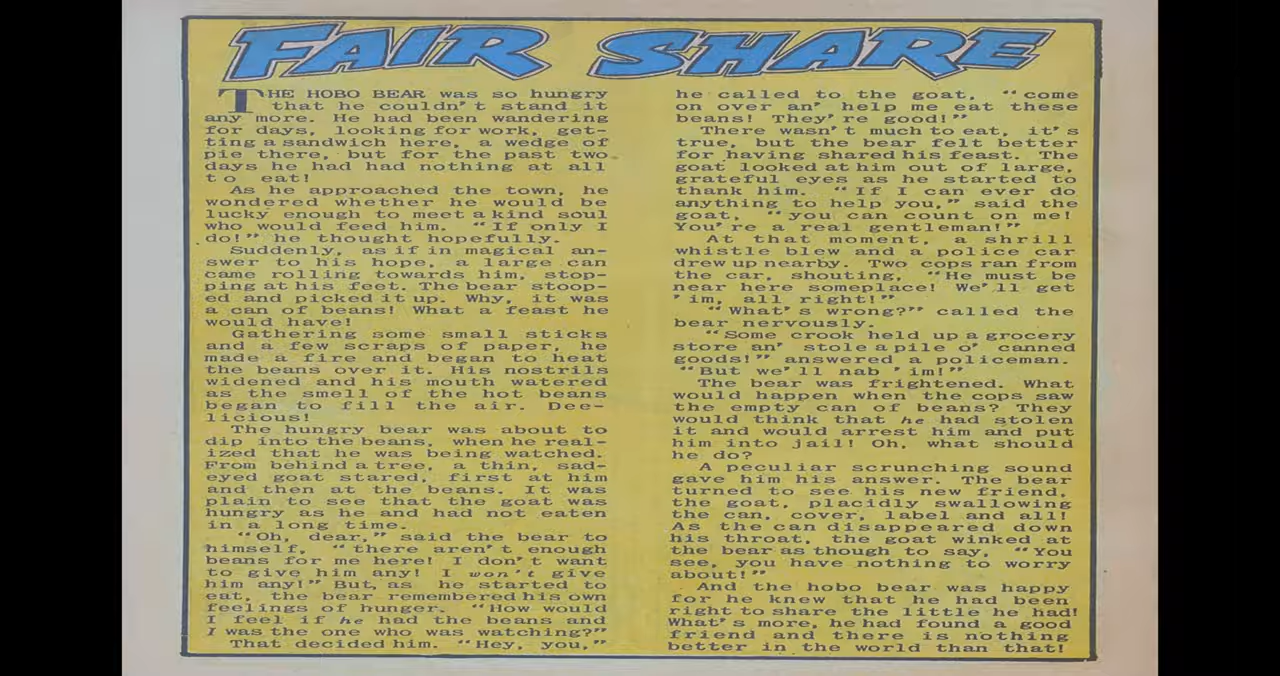 FAIR SHARE
THE HOBO BEAR was so hungry
that he couldn't stand it
any more. He had been wandering
for days, looking for work, get-
ting a sandwich here, a wedge of
pie there, but for the past two
days he had had nothing at all
to eat!
As he approached the town, he
wondered whether he would be
lucky enough to meet a kind soul
who would feed him. "If only I
do!" he thought hopefully.
Suddenly, as if in magical an-
swer to his hope, a large can
came rolling towards him, stop-
ping at his feet. The bear stoop-
ed and picked it up. Why, it was
a can of beans! What a feast he
would have!
Gathering some small sticks
and a few scraps of paper, he
made a fire and began to heat
the beans over it. His nostrils
widened and his mouth watered
as the smell of the hot beans
began to fill the air. Dee-
licious!
The hungry bear was about to
dip into the beans, when he real-
ized that he was being watched.
From behind a tree, a thin, sad-
eyed goat stared, first at him
and then at the beans. It was
plain to see that the goat was
hungry as he and had not eaten
in a long time.
"Oh, dear," said the bear to
himself, "there aren't enough
beans for me here! I don't want
to give him any! I won't give
him any!" But, as he started to
eat, the bear remembered his own
feelings of hunger. "How would
I feel if he had the beans and
I was the one who was watching?"
That decided him. "Hey, you,"
he called to the goat, "come
on over an' help me eat these
beans! They're good!"
There wasn't much to eat, it's
true, but the bear felt better
for having shared his feast. The
goat looked at him out of large,
grateful eyes as he started to
thank him. "If I can ever do
anything to help you," said the
goat, "you can count on me!
You're a real gentleman!"
At that moment, a shrill
whistle blew and a police car
drew up nearby. Two cops ran from
the car, shouting, "He must be
near here someplace! We'll get
'im, all right!"
"What's wrong?" called the
bear nervously.
"Some crook held up a grocery
store an' stole a pile o' canned
goods!" answered a policeman.
"But we'll nab 'im!"
The bear was frightened. What
would happen when the cops saw
the empty can of beans? They
would think that he had stolen
it and would arrest him and put
him into jail! Oh, what should
he do?
A peculiar scrunching sound
gave him his answer. The bear
turned to see his new friend,
the goat, placidly swallowing
the can, cover, label and all!
As the can disappeared down
his throat, the goat winked at
the bear as though to say, "You
see, you have nothing to worry
about!"
And the hobo bear was happy
for he knew that he had been
right to share the little he had!
What's more, he had found a good
friend and there is nothing
better in the world than that!